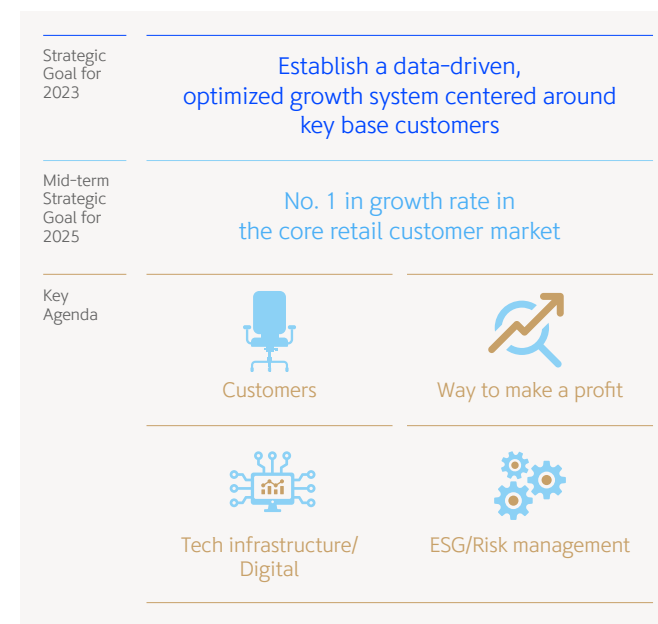 Strategic
Goal for
2023
Establish a data-driven,
optimized growth system centered around
key base customers
Mid-term
Strategic
Goal for
2025
No. 1 in growth rate in
the core retail customer market
Key
Agenda
Customers
Way to make a profit
Tech infrastructure/
Digital
ESG/Risk management